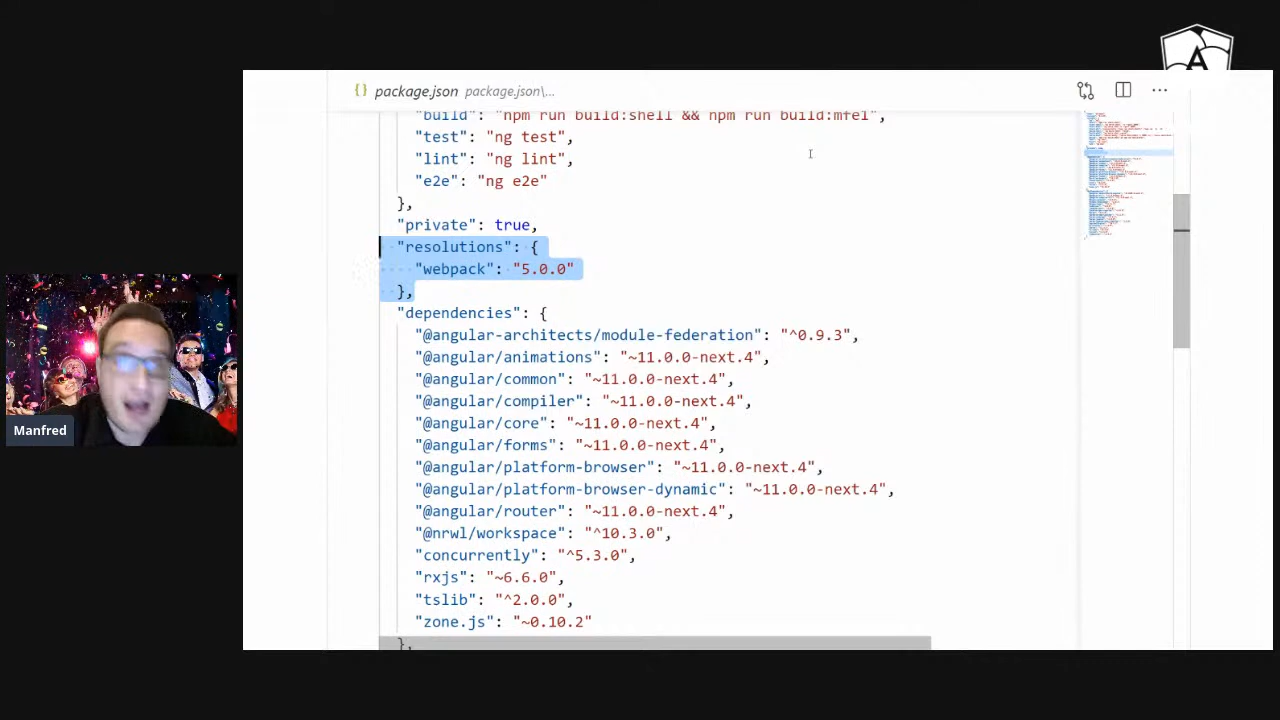 {} package.json package.json\...
"build": "npm run build:shell && npm run build:mfe1",
"test": "ng test",
"lint": "ng lint",
"e2e": "ng e2e"
},
"private": true,
"resolutions": {
"webpack": "5.0.0"
},
"dependencies": {
"@angular-architects/module-federation": "^0.9.3",
"@angular/animations": "~11.0.0-next.4",
"@angular/common": "~11.0.0-next.4",
"@angular/compiler": "~11.0.0-next.4",
"@angular/core": "~11.0.0-next.4",
"@angular/forms": "~11.0.0-next.4",
"@angular/platform-browser": "~11.0.0-next.4",
"@angular/platform-browser-dynamic": "~11.0.0-next.4",
"@angular/router": "~11.0.0-next.4",
"@nrwl/workspace": "^10.3.0",
"concurrently": "^5.3.0",
"rxjs": "~6.6.0",
"tslib": "^2.0.0",
"zone.js": "~0.10.2"
},
Manfred